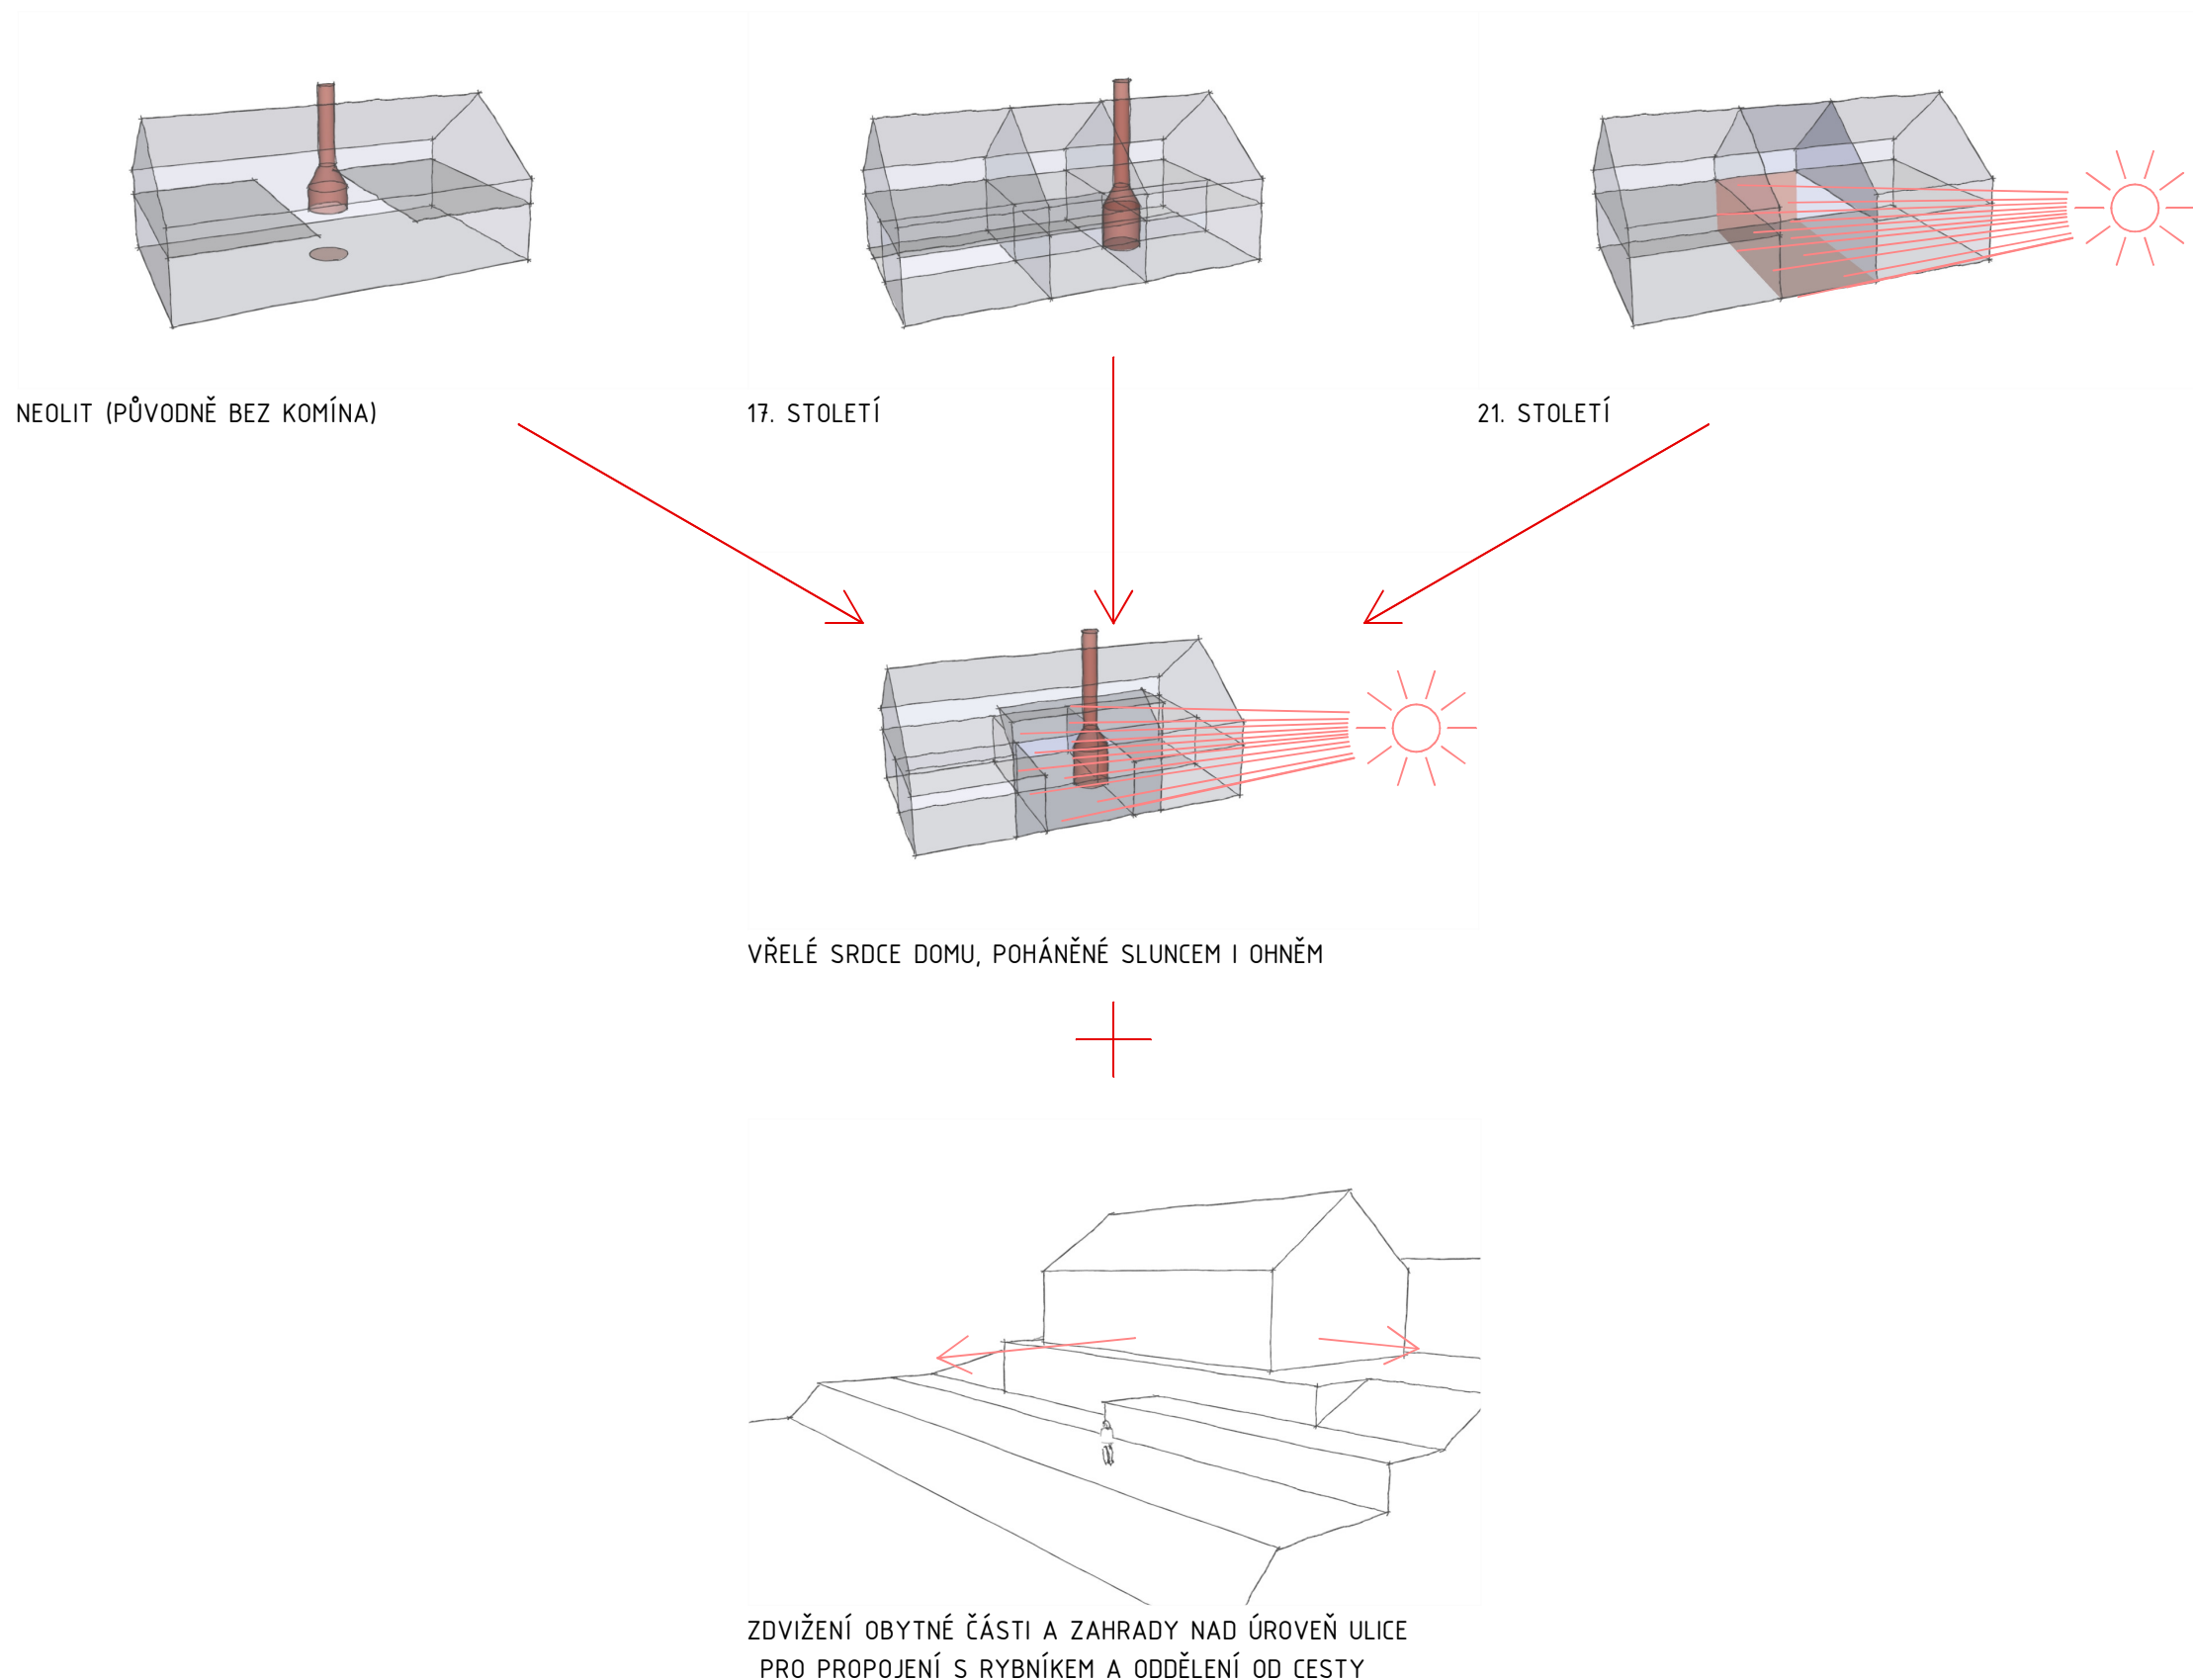 NEOLIT (PŮVODNĚ BEZ KOMÍNA)
17. STOLETÍ
21. STOLETÍ
VŘELÉ SRDCE DOMU, POHÁNĚNÉ SLUNCEM I OHNĚM
ZDVIŽENÍ OBYTNÉ ČÁSTI A ZAHRADY NAD ÚROVEŇ ULICE
PRO PROPOJENÍ S RYBNÍKEM A ODDĚLENÍ OD CESTY